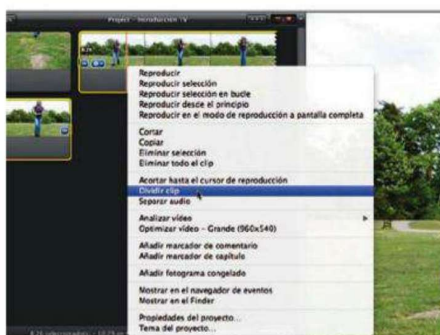 Project - Introducción TV
Reproducir
Reproducir selección
Reproducir selección en bucle
Reproducir desde el principio
Reproducir en el modo de reproducción a pantalla completa
Cortar
Copiar
Eliminar selección
Eliminar todo el clip
Acortar hasta el cursor de reproducción
Dividir clip
Separar audio
Analizar vídeo
Optimizar vídeo - Grande (960x540)
Añadir marcador de comentario
Añadir marcador de capítulo
Añadir fotograma congelado
Mostrar en el navegador de eventos
Mostrar en el Finder
Propiedades del proyecto...
Tema del proyecto...